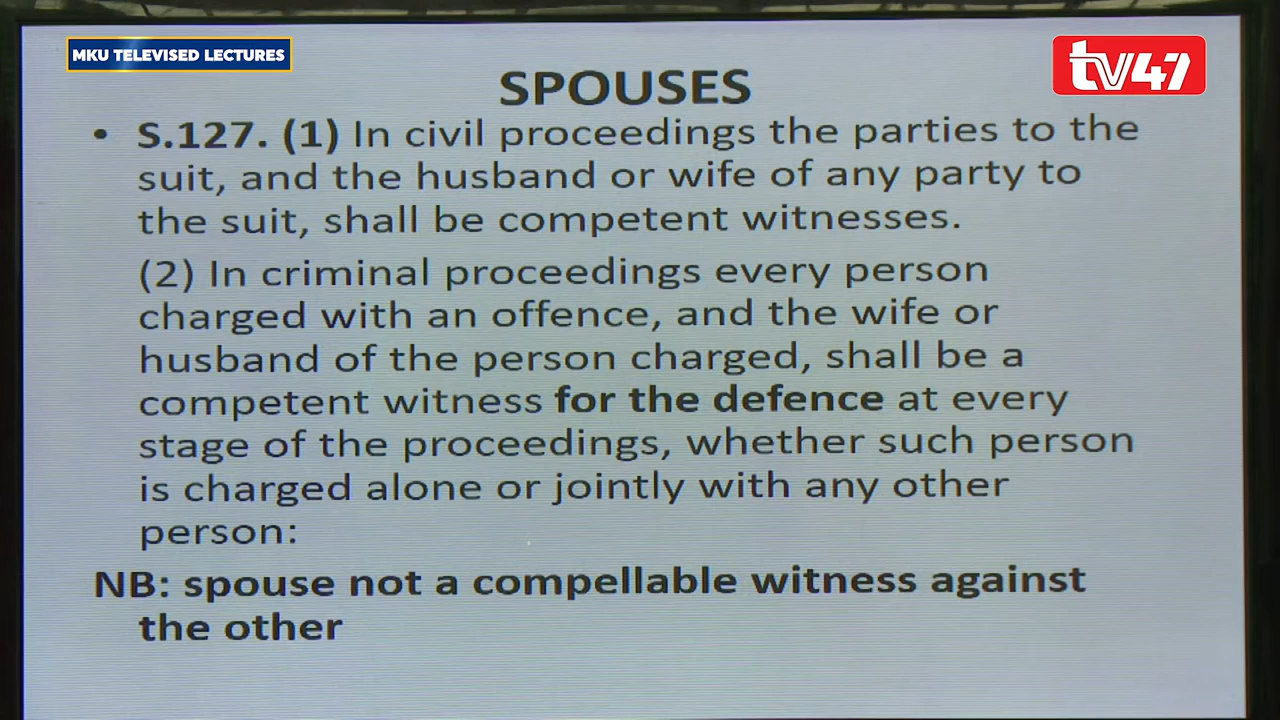 MKU TELEVISED LECTURES
tv47
SPOUSES
• S.127. (1) In civil proceedings the parties to the
suit, and the husband or wife of any party to
the suit, shall be competent witnesses.
(2) In criminal proceedings every person
charged with an offence, and the wife or
husband of the person charged, shall be a
competent witness for the defence at every
stage of the proceedings, whether such person
is charged alone or jointly with any other
person:
NB: spouse not a compellable witness against
the other